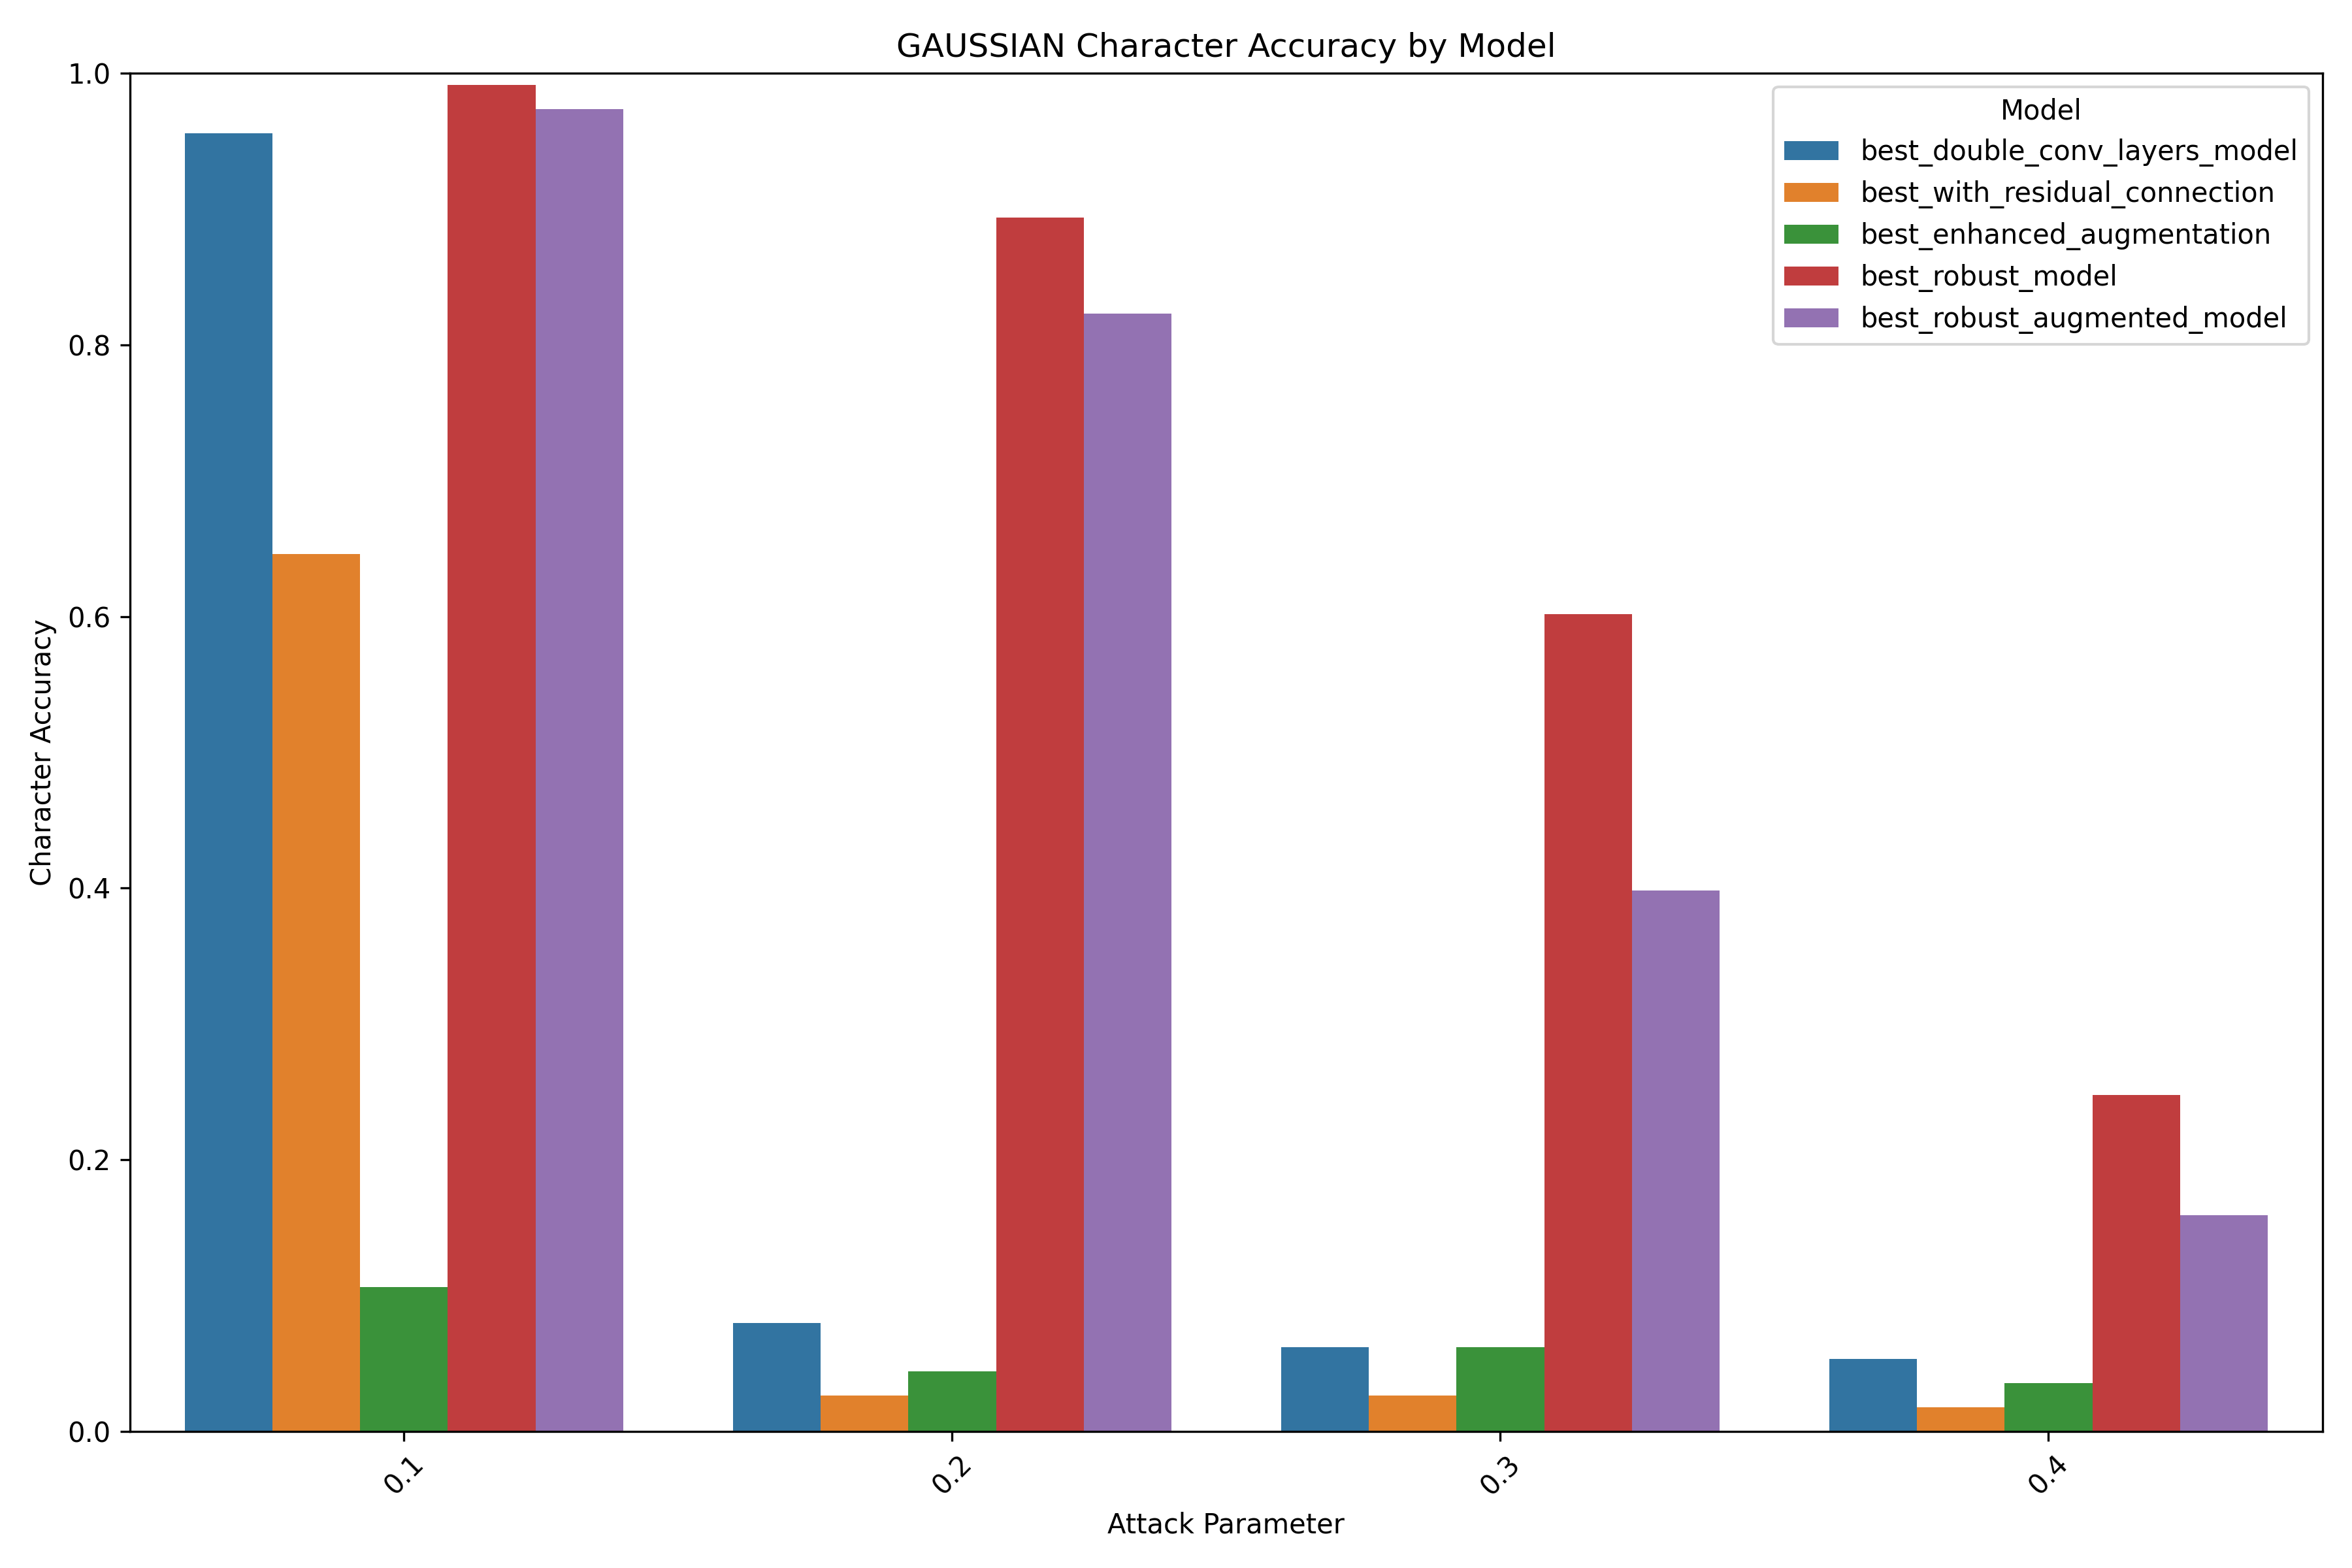 GAUSSIAN Character Accuracy by Model
1.0
0.8
0.6
0.4
0.2
0.0
Character Accuracy
Model
best_double_conv_layers_model
best_with_residual_connection
best_enhanced_augmentation
best_robust_model
best_robust_augmented_model
0.1
0.2
0.3
0.4
Attack Parameter